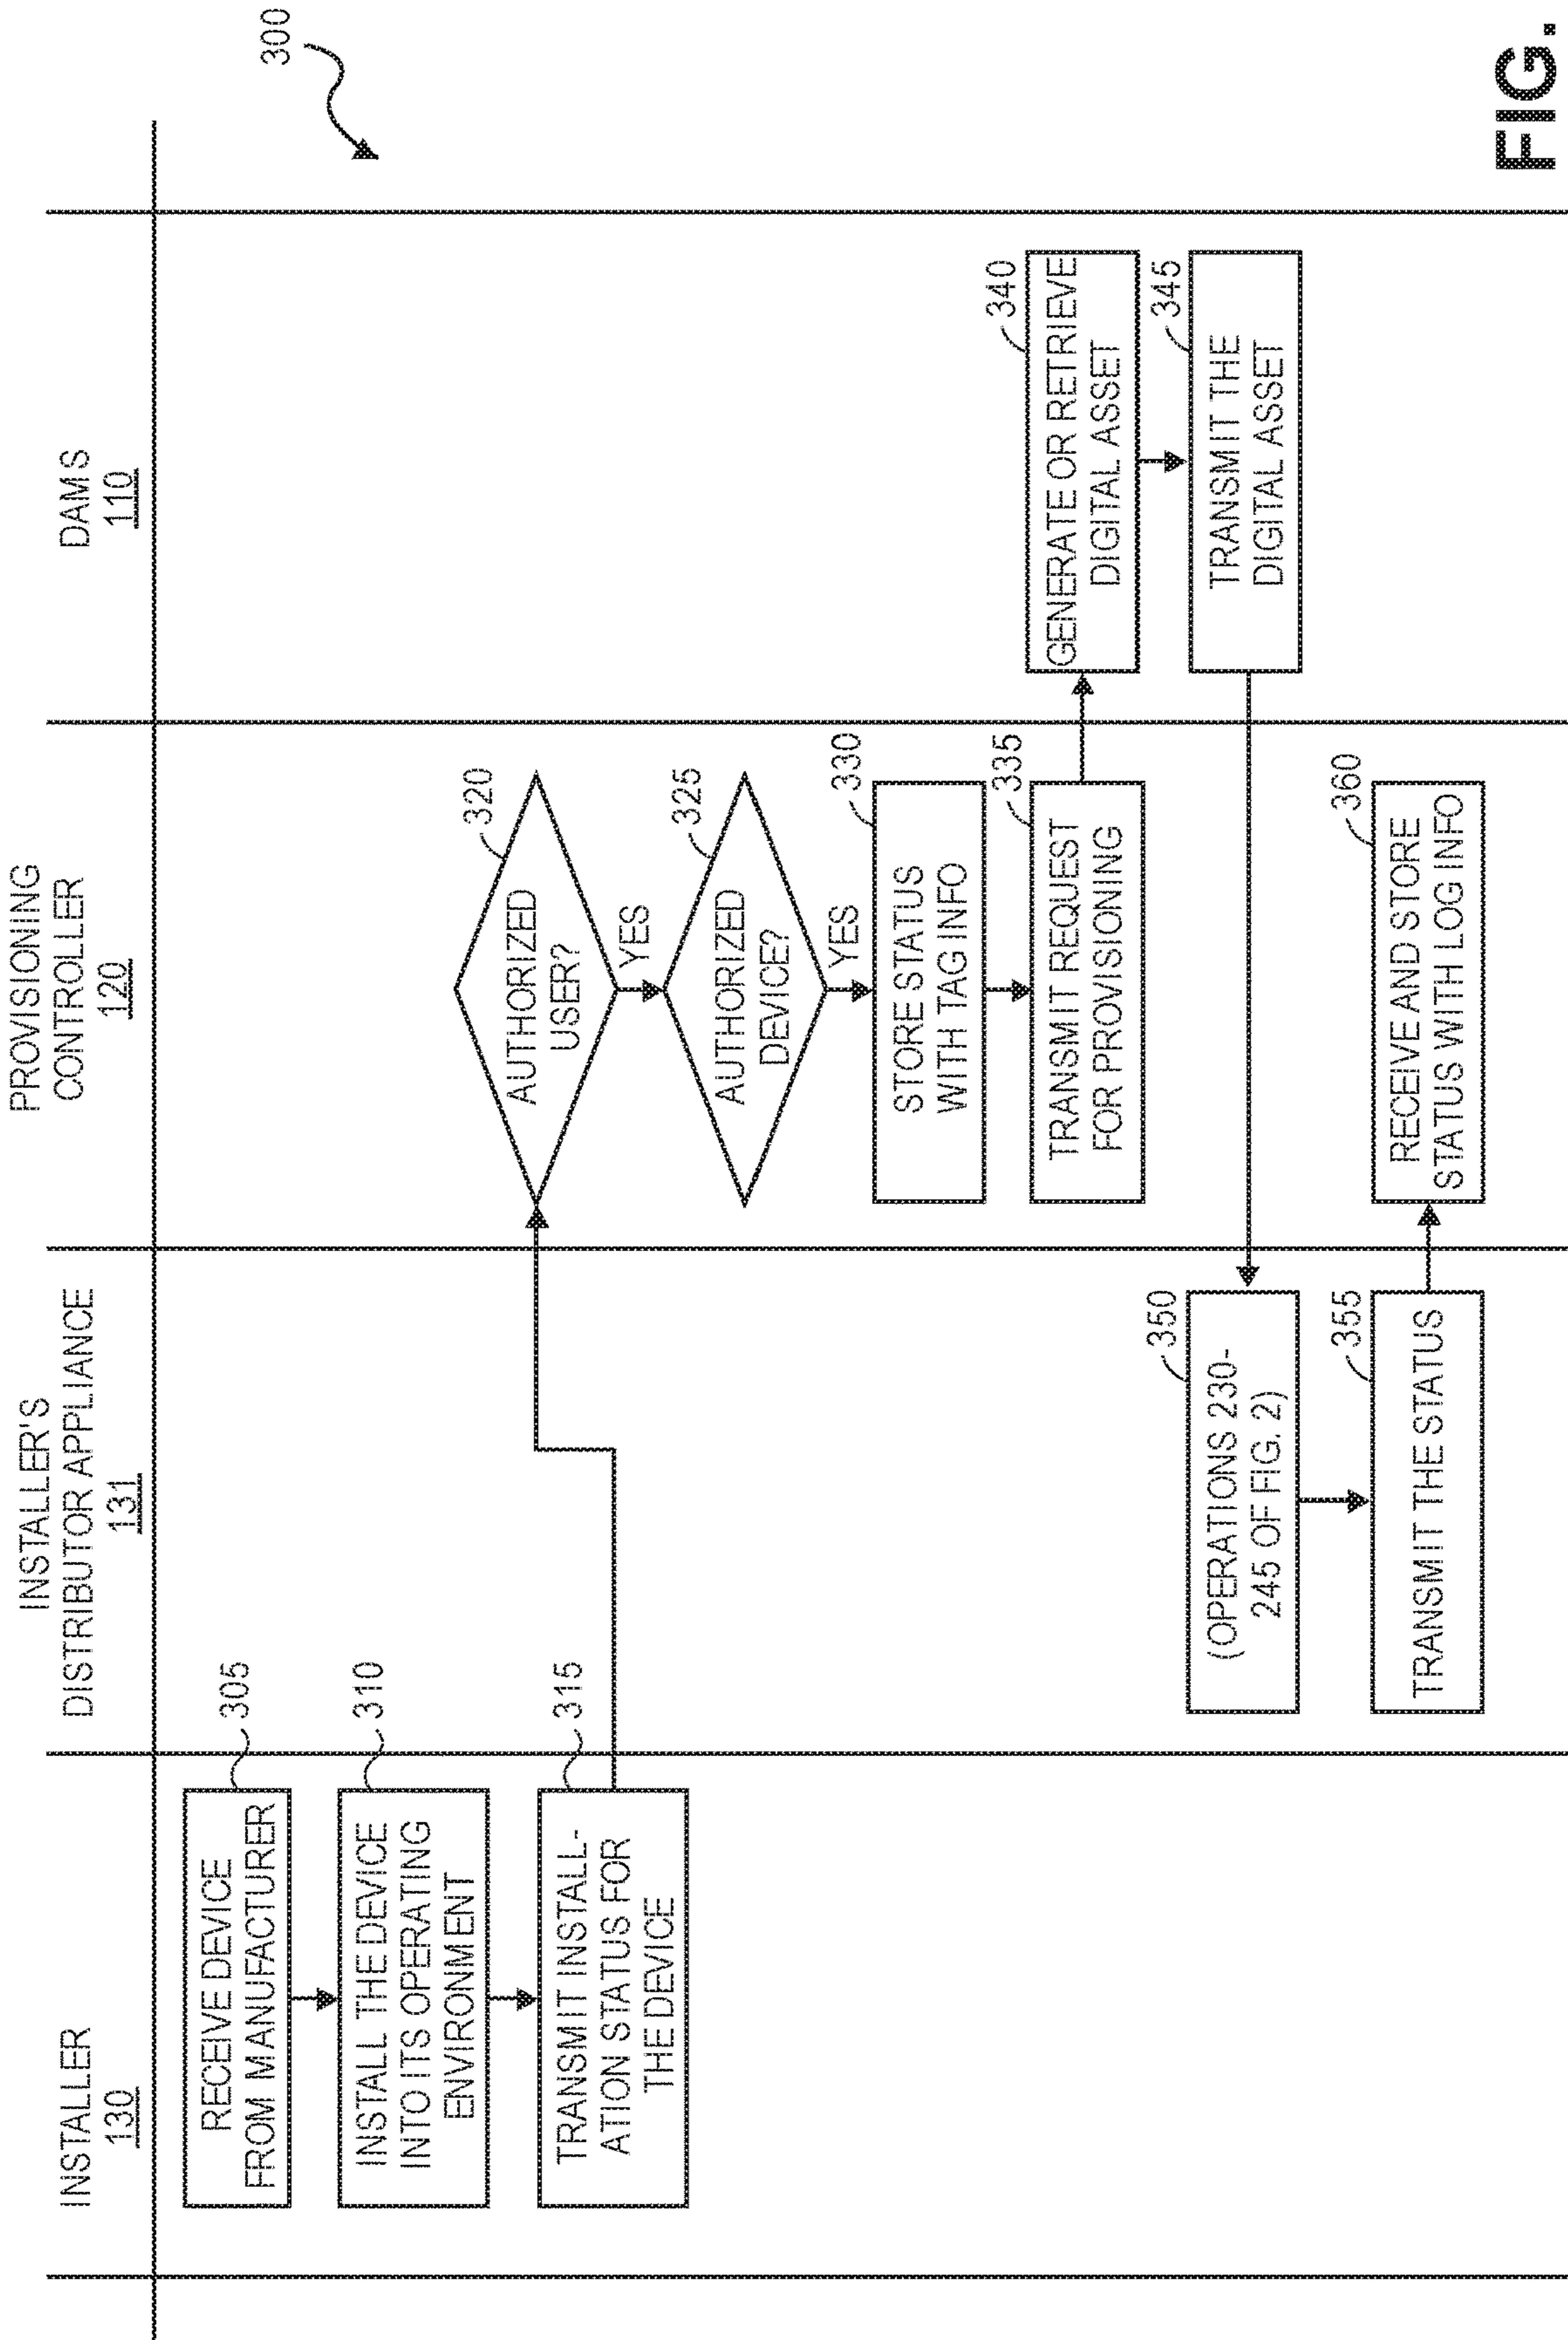 INSTALLER
130
INSTALLER'S
DISTRIBUTOR APPLIANCE
131
PROVISIONING
CONTROLLER
120
DAMS
110
300
RECEIVE DEVICE
FROM MANUFACTURER
305
INSTALL THE DEVICE
INTO ITS OPERATING
ENVIRONMENT
310
TRANSMIT INSTALL-
ATION STATUS FOR
THE DEVICE
315
AUTHORIZED
USER?
320
YES
AUTHORIZED
DEVICE?
325
YES
STORE STATUS
WITH TAG INFO
330
TRANSMIT REQUEST
FOR PROVISIONING
335
GENERATE OR RETRIEVE
DIGITAL ASSET
340
TRANSMIT THE
DIGITAL ASSET
345
(OPERATIONS 230-
245 OF FIG. 2)
350
TRANSMIT THE STATUS
355
RECEIVE AND STORE
STATUS WITH LOG INFO
360
FIG.